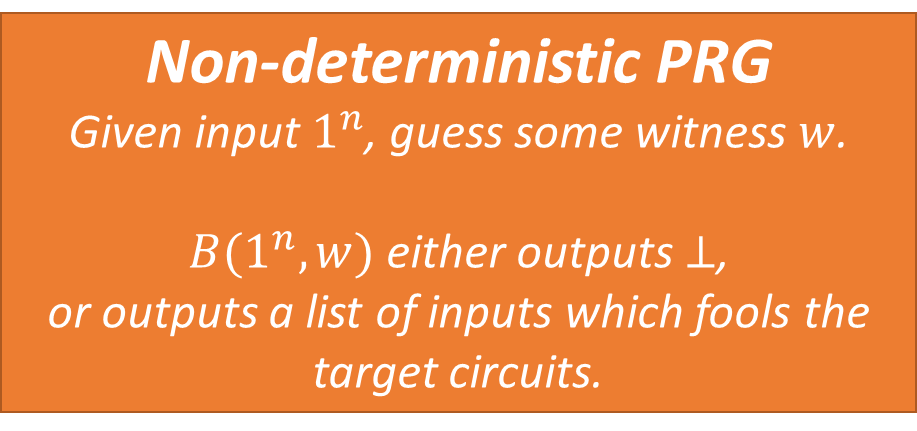 Non-deterministic PRG
Given input 1ⁿ, guess some witness w.
B(1ⁿ, w) either outputs ⊥,
or outputs a list of inputs which fools the
target circuits.